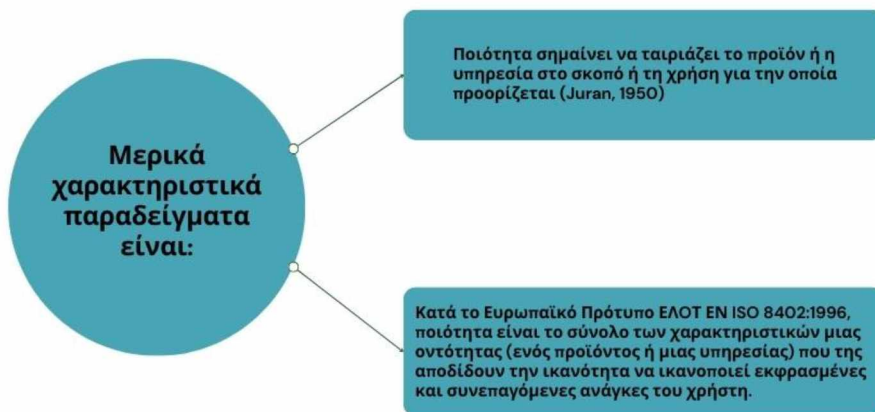 Μερικά
χαρακτηριστικά
παραδείγματα
είναι:
Ποιότητα σημαίνει να ταιριάζει το προϊόν ή η
υπηρεσία στο σκοπό ή τη χρήση για την οποία
προορίζεται (Juran, 1950)
Κατά το Ευρωπαϊκό Πρότυπο ΕΛΟΤ EN ISO 8402:1996,
ποιότητα είναι το σύνολο των χαρακτηριστικών μιας
οντότητας (ενός προϊόντος ή μιας υπηρεσίας) που της
αποδίδουν την ικανότητα να ικανοποιεί εκφρασμένες
και συνεπαγόμενες ανάγκες του χρήστη.